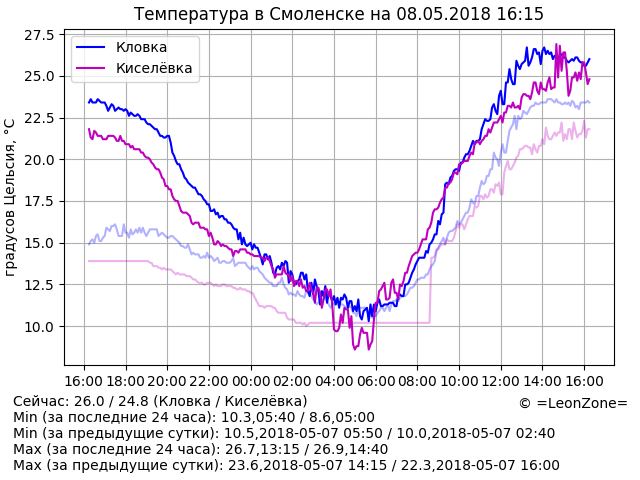 Температура в Смоленске на 08.05.2018 16:15
27.5
25.0
22.5
20.0
17.5
15.0
12.5
10.0
градусов Цельсия, °C
Кловка
Киселёвка
16:00 18:00 20:00 22:00 00:00 02:00 04:00 06:00 08:00 10:00 12:00 14:00 16:00
Сейчас: 26.0 / 24.8 (Кловка / Киселёвка)
© =LeonZone=
Min (за последние 24 часа): 10.3,05:40 / 8.6,05:00
Min (за предыдущие сутки): 10.5,2018-05-07 05:50 / 10.0,2018-05-07 02:40
Max (за последние 24 часа): 26.7,13:15 / 26.9,14:40
Max (за предыдущие сутки): 23.6,2018-05-07 14:15 / 22.3,2018-05-07 16:00